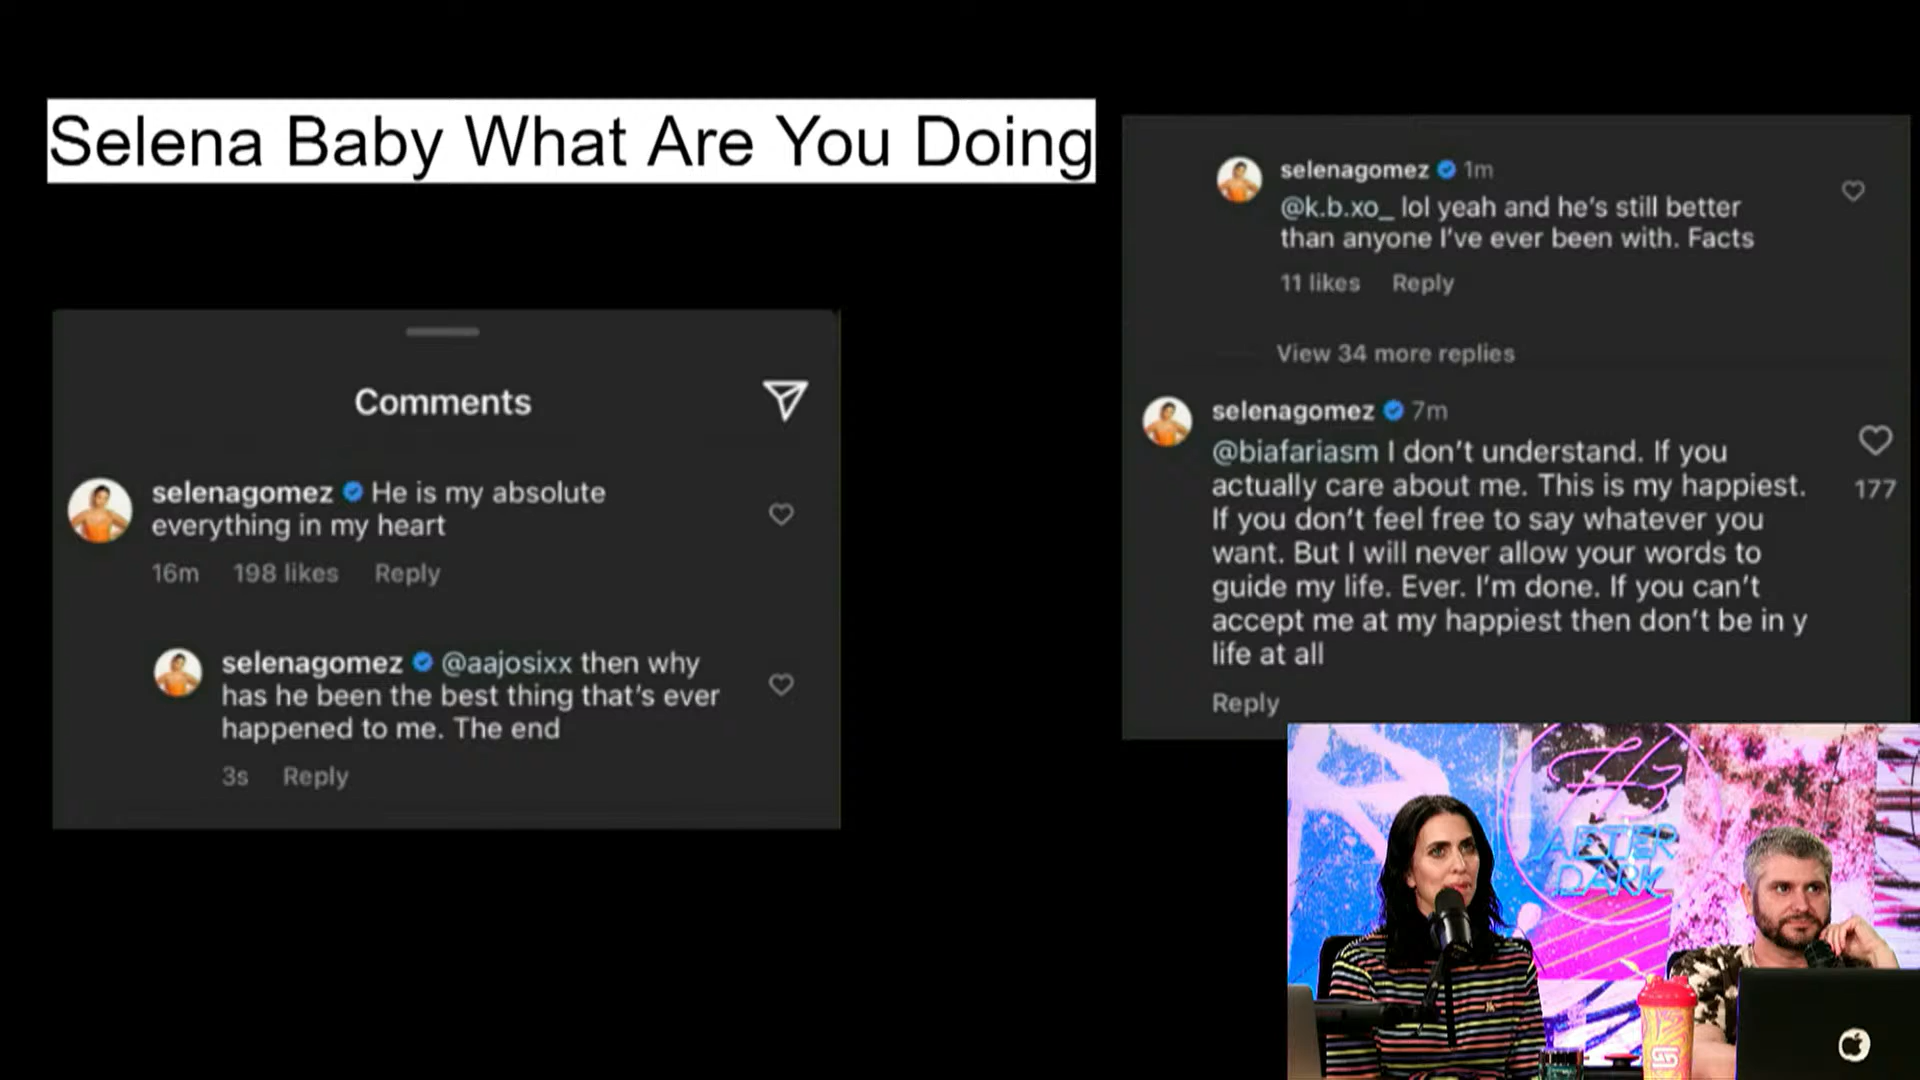 Selena Baby What Are You Doing
Comments
selenagomez He is my absolute
everything in my heart
16m 198 likes Reply
selenagomez @aajosixx then why
has he been the best thing that's ever
happened to me. The end
3s Reply
selenagomez 1m
@k.b.xo_ lol yeah and he's still better
than anyone I've ever been with. Facts
11 likes Reply
View 34 more replies
selenagomez 7m
@biafariasm I don't understand. If you
actually care about me. This is my happiest.
If you don't feel free to say whatever you
want. But I will never allow your words to
guide my life. Ever. I'm done. If you can't
accept me at my happiest then don't be in y
life at all
177
Reply
H3
AFTER
DARK